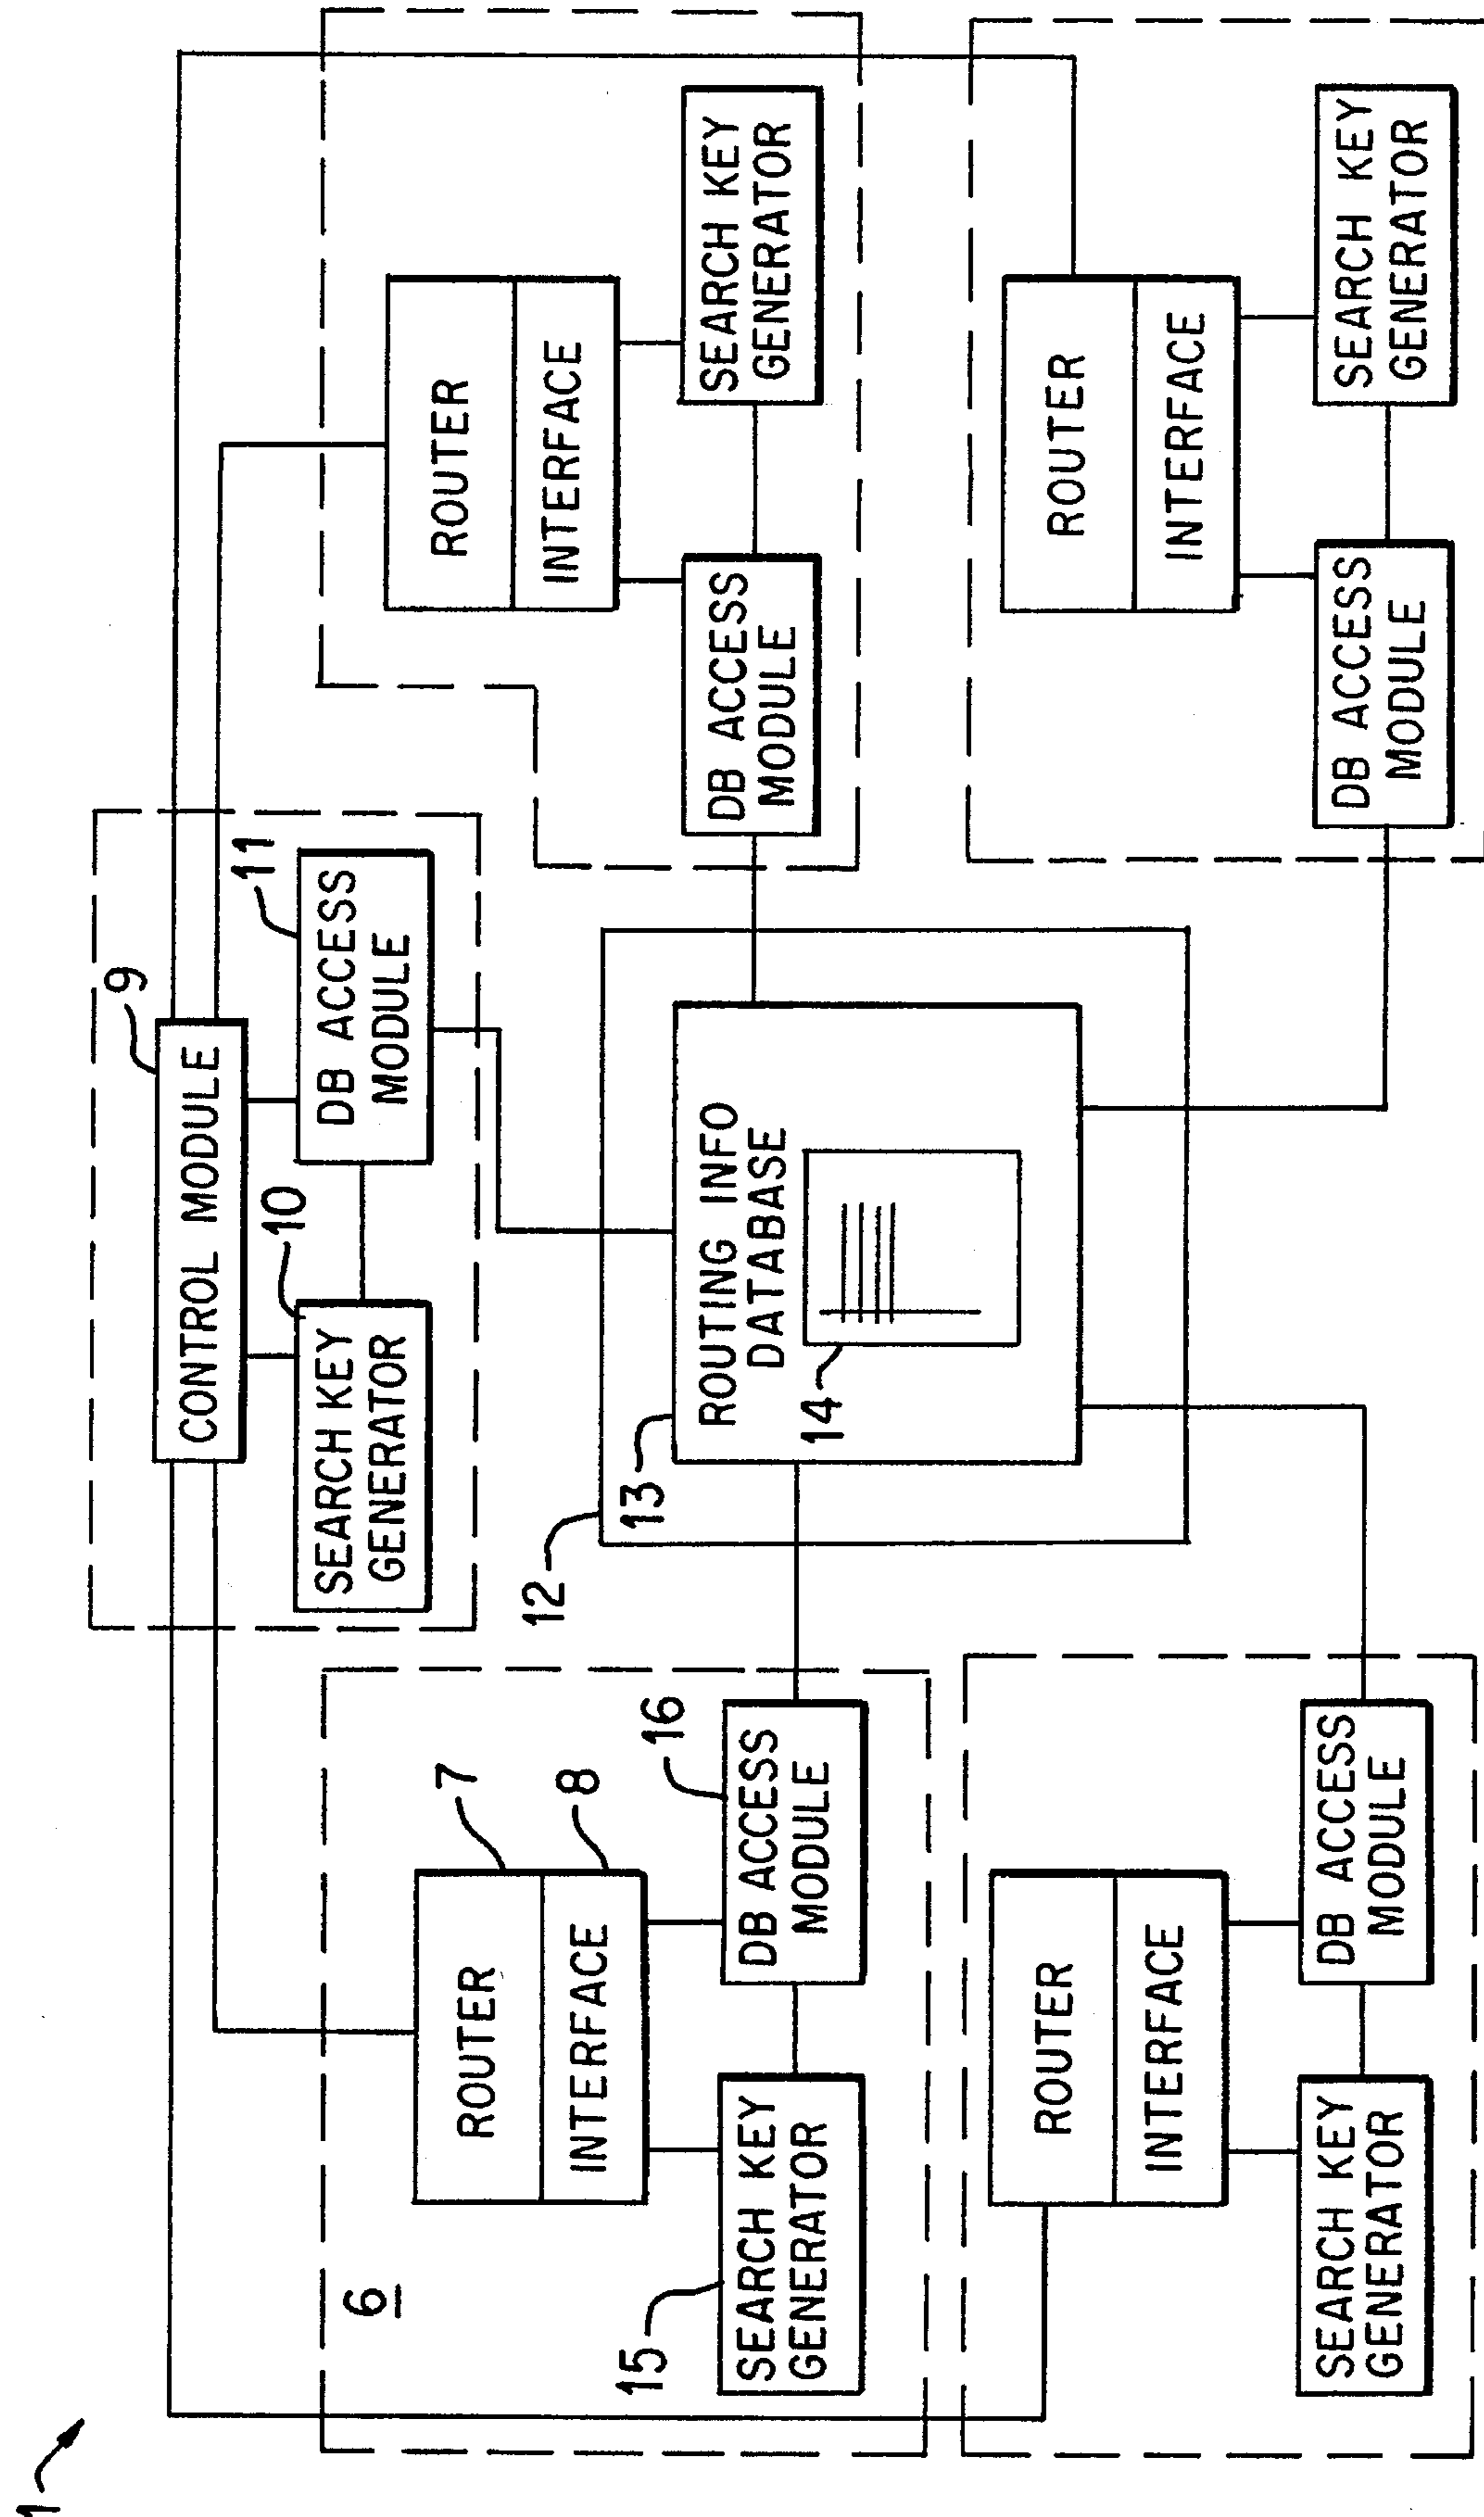 1
9
CONTROL MODULE
10
11
SEARCH KEY
GENERATOR
DB ACCESS
MODULE
6
7
ROUTER
8
INTERFACE
15
SEARCH KEY
GENERATOR
16
DB ACCESS
MODULE
12
13
ROUTING INFO
DATABASE
14
ROUTER
INTERFACE
DB ACCESS
MODULE
SEARCH KEY
GENERATOR
ROUTER
INTERFACE
SEARCH KEY
GENERATOR
DB ACCESS
MODULE
ROUTER
INTERFACE
DB ACCESS
MODULE
SEARCH KEY
GENERATOR